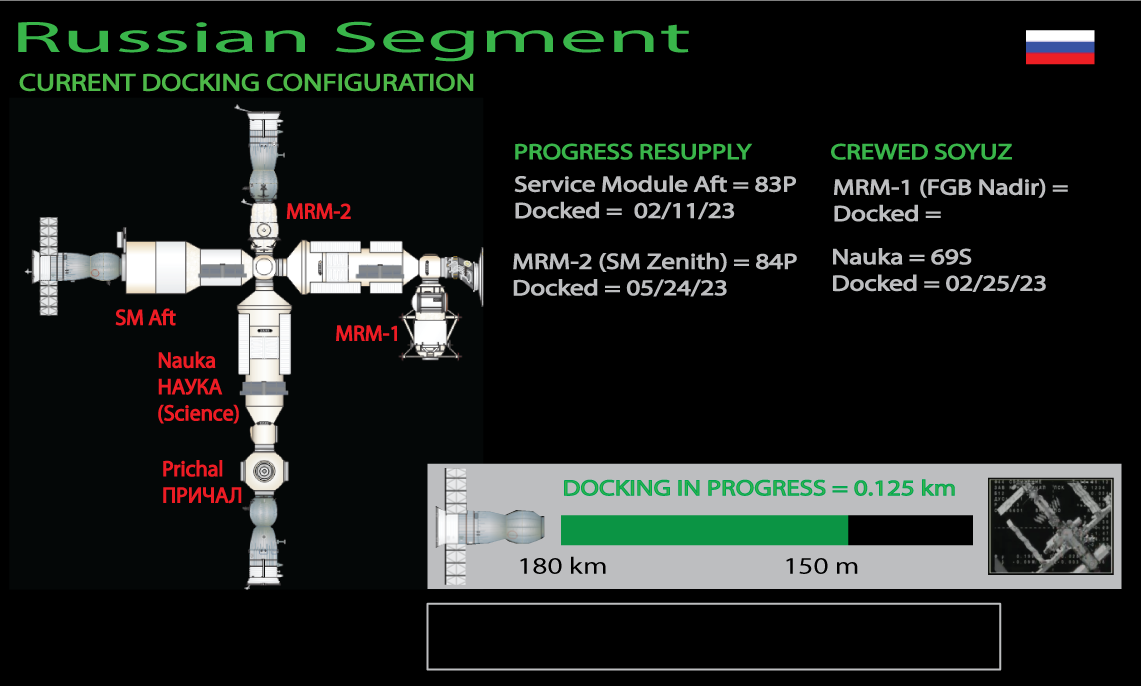 Russian Segment
CURRENT DOCKING CONFIGURATION
MRM-2
SM Aft
MRM-1
Nauka
НАУКА
(Science)
Prichal
ПРИЧАЛ
PROGRESS RESUPPLY
Service Module Aft = 83P
Docked = 02/11/23
MRM-2 (SM Zenith) = 84P
Docked = 05/24/23
CREWED SOYUZ
MRM-1 (FGB Nadir) =
Docked =
Nauka = 69S
Docked = 02/25/23
DOCKING IN PROGRESS = 0.125 km
180 km
150 m